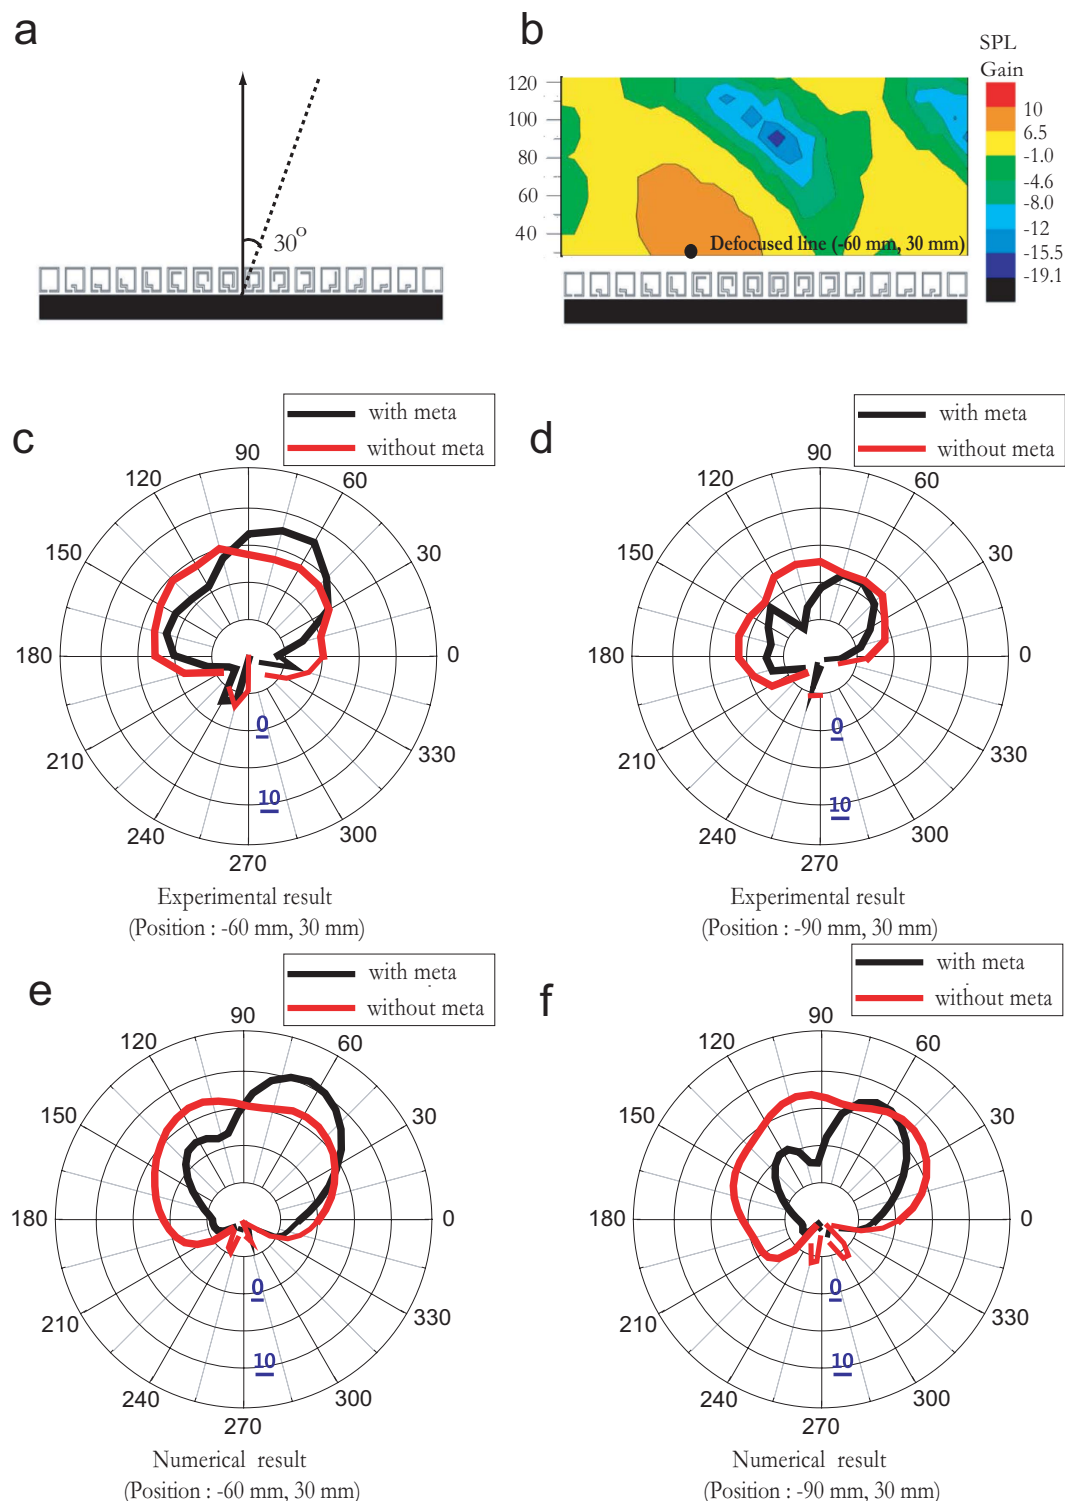 a
30°
b
SPL
Gain
120
100
80
60
40
Defocused line (-60 mm, 30 mm)
10
6.5
-1.0
-4.6
-8.0
-12
-15.5
-19.1
c
with meta
without meta
90
120
60
150
30
180
0
210
330
240
300
270
0
10
Experimental result
(Position : -60 mm, 30 mm)
d
with meta
without meta
90
120
60
150
30
180
0
210
330
240
300
270
0
10
Experimental result
(Position : -90 mm, 30 mm)
e
with meta
without meta
90
120
60
150
30
180
0
210
330
240
300
270
0
10
Numerical result
(Position : -60 mm, 30 mm)
f
with meta
without meta
90
120
60
150
30
180
0
210
330
240
300
270
0
10
Numerical result
(Position : -90 mm, 30 mm)